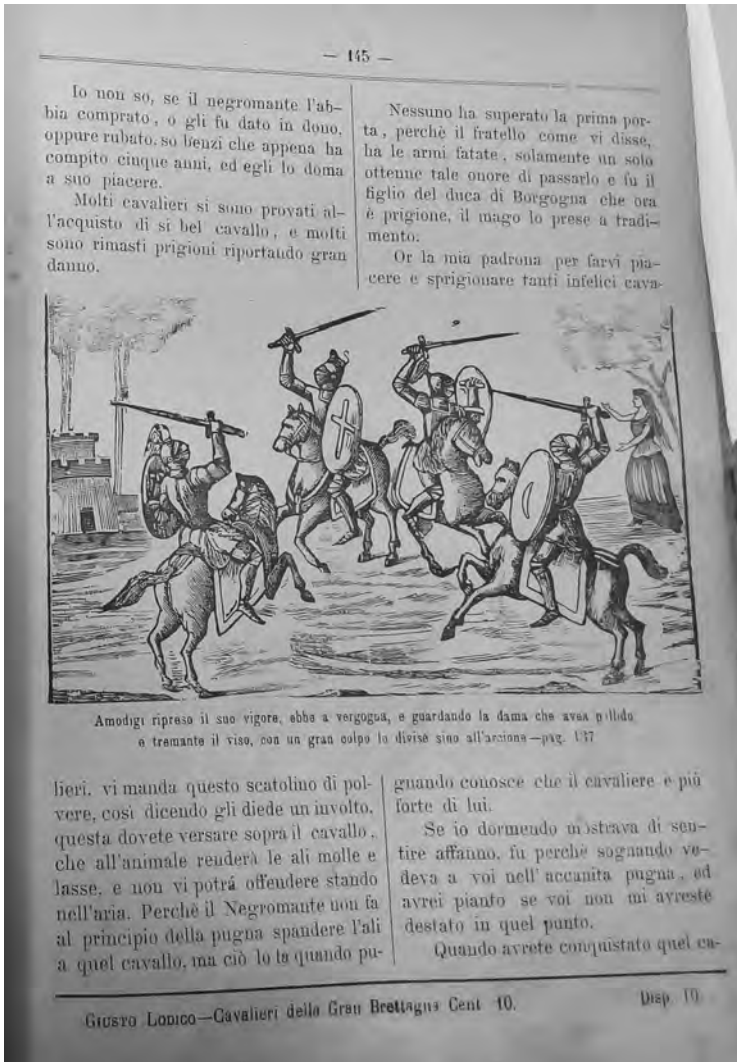 — 145 —
Io non so, se il negromante l'ab-
bia comprato, o gli fu dato in dono,
oppure rubato, so benzi che appena ha
compito cinque anni, ed egli lo doma
a suo piacere.
Molti cavalieri si sono provati al-
l'acquisto di sì bel cavallo, e molti
sono rimasti prigioni riportando gran
danno.
Nessuno ha superato la prima por-
ta, perchè il fratello come vi disse,
ha le armi fatate, solamente un solo
ottenne tale onore di passarlo e fu il
figlio del duca di Borgogna che ora
è prigione, il mago lo prese a tradi-
mento.
Or la mia padrona per farvi pia-
cere e sprigionare tanti infelici cava-
Amodigi ripreso il suo vigore, ebbe a vergogna, e guardando la dama che avea pallido
e tremante il viso, con un gran colpo lo divise sino all'arcione—pag. 137
lieri, vi manda questo scatolino di pol-
vere, così dicendo gli diede un involto,
questa dovete versare sopra il cavallo,
che all'animale renderà le ali molle e
lasse, e non vi potrá offendere stando
nell'aria. Perchè il Negromante non fa
al principio della pugna spandere l'ali
a quel cavallo, ma ciò lo fa quando pu-
gnando conosce che il cavaliere e più
forte di lui.
Se io dormendo mostrava di sen-
tire affanno, fu perchè sognando ve-
deva a voi nell'accanita pugna, ed
avrei pianto se voi non mi avreste
destato in quel punto.
Quando avrete conquistato quel ca-
GIUSTO LODICO—Cavalieri della Gran Brettagna Cent 10.
Disp. 19